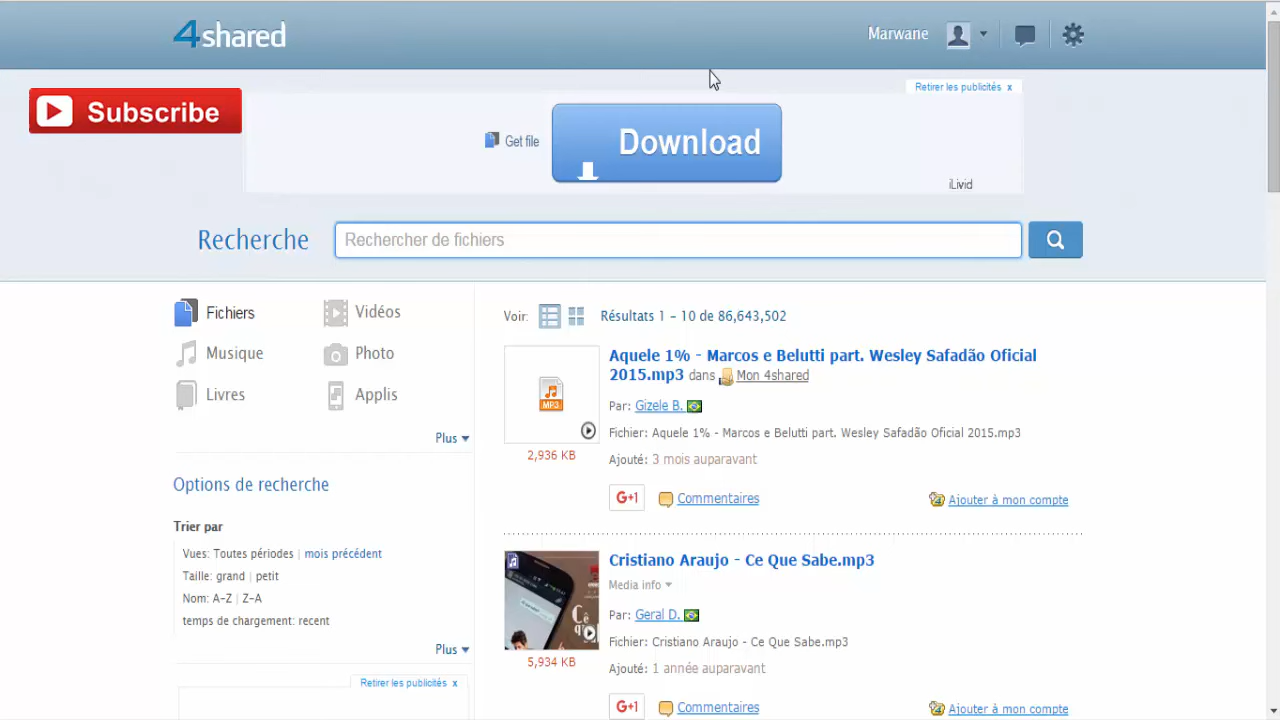 4shared
Marwane
Retirer les publicités x
Subscribe
Get file
Download
iLivid
Recherche
Rechercher de fichiers
Fichiers
Vidéos
Musique
Photo
Livres
Applis
Plus
Options de recherche
Trier par
Vues: Toutes périodes | mois précédent
Taille: grand | petit
Nom: A-Z | Z-A
temps de chargement: recent
Plus
Retirer les publicités x
Voir:
Résultats 1 - 10 de 86,643,502
MP3
2,936 KB
Aquele 1% - Marcos e Belutti part. Wesley Safadão Oficial
2015.mp3 dans Mon 4shared
Par: Gizele B.
Fichier: Aquele 1% - Marcos e Belutti part. Wesley Safadão Oficial 2015.mp3
Ajouté: 3 mois auparavant
G+1
Commentaires
Ajouter à mon compte
5,934 KB
Cristiano Araujo - Ce Que Sabe.mp3
Media info
Par: Geral D.
Fichier: Cristiano Araujo - Ce Que Sabe.mp3
Ajouté: 1 année auparavant
G+1
Commentaires
Ajouter à mon compte